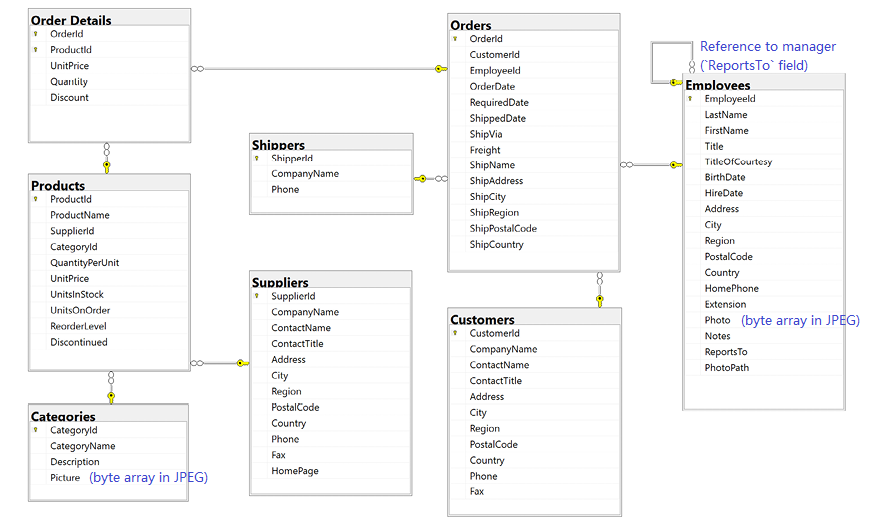 Order Details
OrderId
ProductId
UnitPrice
Quantity
Discount
Products
ProductId
ProductName
SupplierId
CategoryId
QuantityPerUnit
UnitPrice
UnitsInStock
UnitsOnOrder
ReorderLevel
Discontinued
Categories
CategoryId
CategoryName
Description
Picture (byte array in JPEG)
Shippers
ShipperId
CompanyName
Phone
Suppliers
SupplierId
CompanyName
ContactName
ContactTitle
Address
City
Region
PostalCode
Country
Phone
Fax
HomePage
Orders
OrderId
CustomerId
EmployeeId
OrderDate
RequiredDate
ShippedDate
ShipVia
Freight
ShipName
ShipAddress
ShipCity
ShipRegion
ShipPostalCode
ShipCountry
Customers
CustomerId
CompanyName
ContactName
ContactTitle
Address
City
Region
PostalCode
Country
Phone
Fax
Reference to manager
(`ReportsTo` field)
Employees
EmployeeId
LastName
FirstName
Title
TitleOfCourtesy
BirthDate
HireDate
Address
City
Region
PostalCode
Country
HomePhone
Extension
Photo (byte array in JPEG)
Notes
ReportsTo
PhotoPath